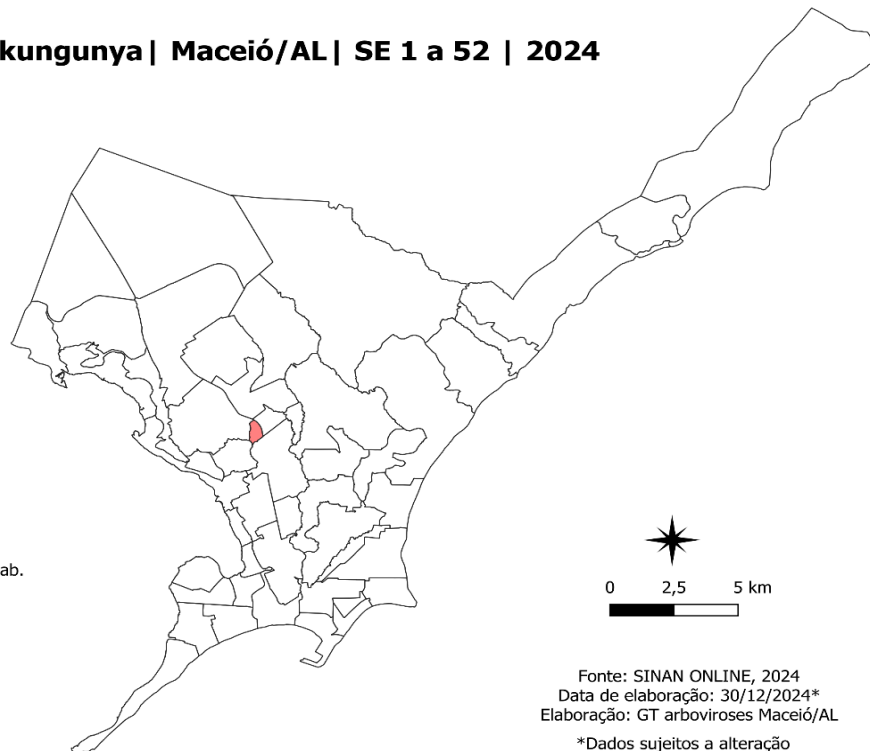 kungunya| Maceió/AL| SE 1 a 52 | 2024
ab.
0 2,5 5 km
Fonte: SINAN ONLINE, 2024
Data de elaboração: 30/12/2024*
Elaboração: GT arboviroses Maceió/AL
*Dados sujeitos a alteração